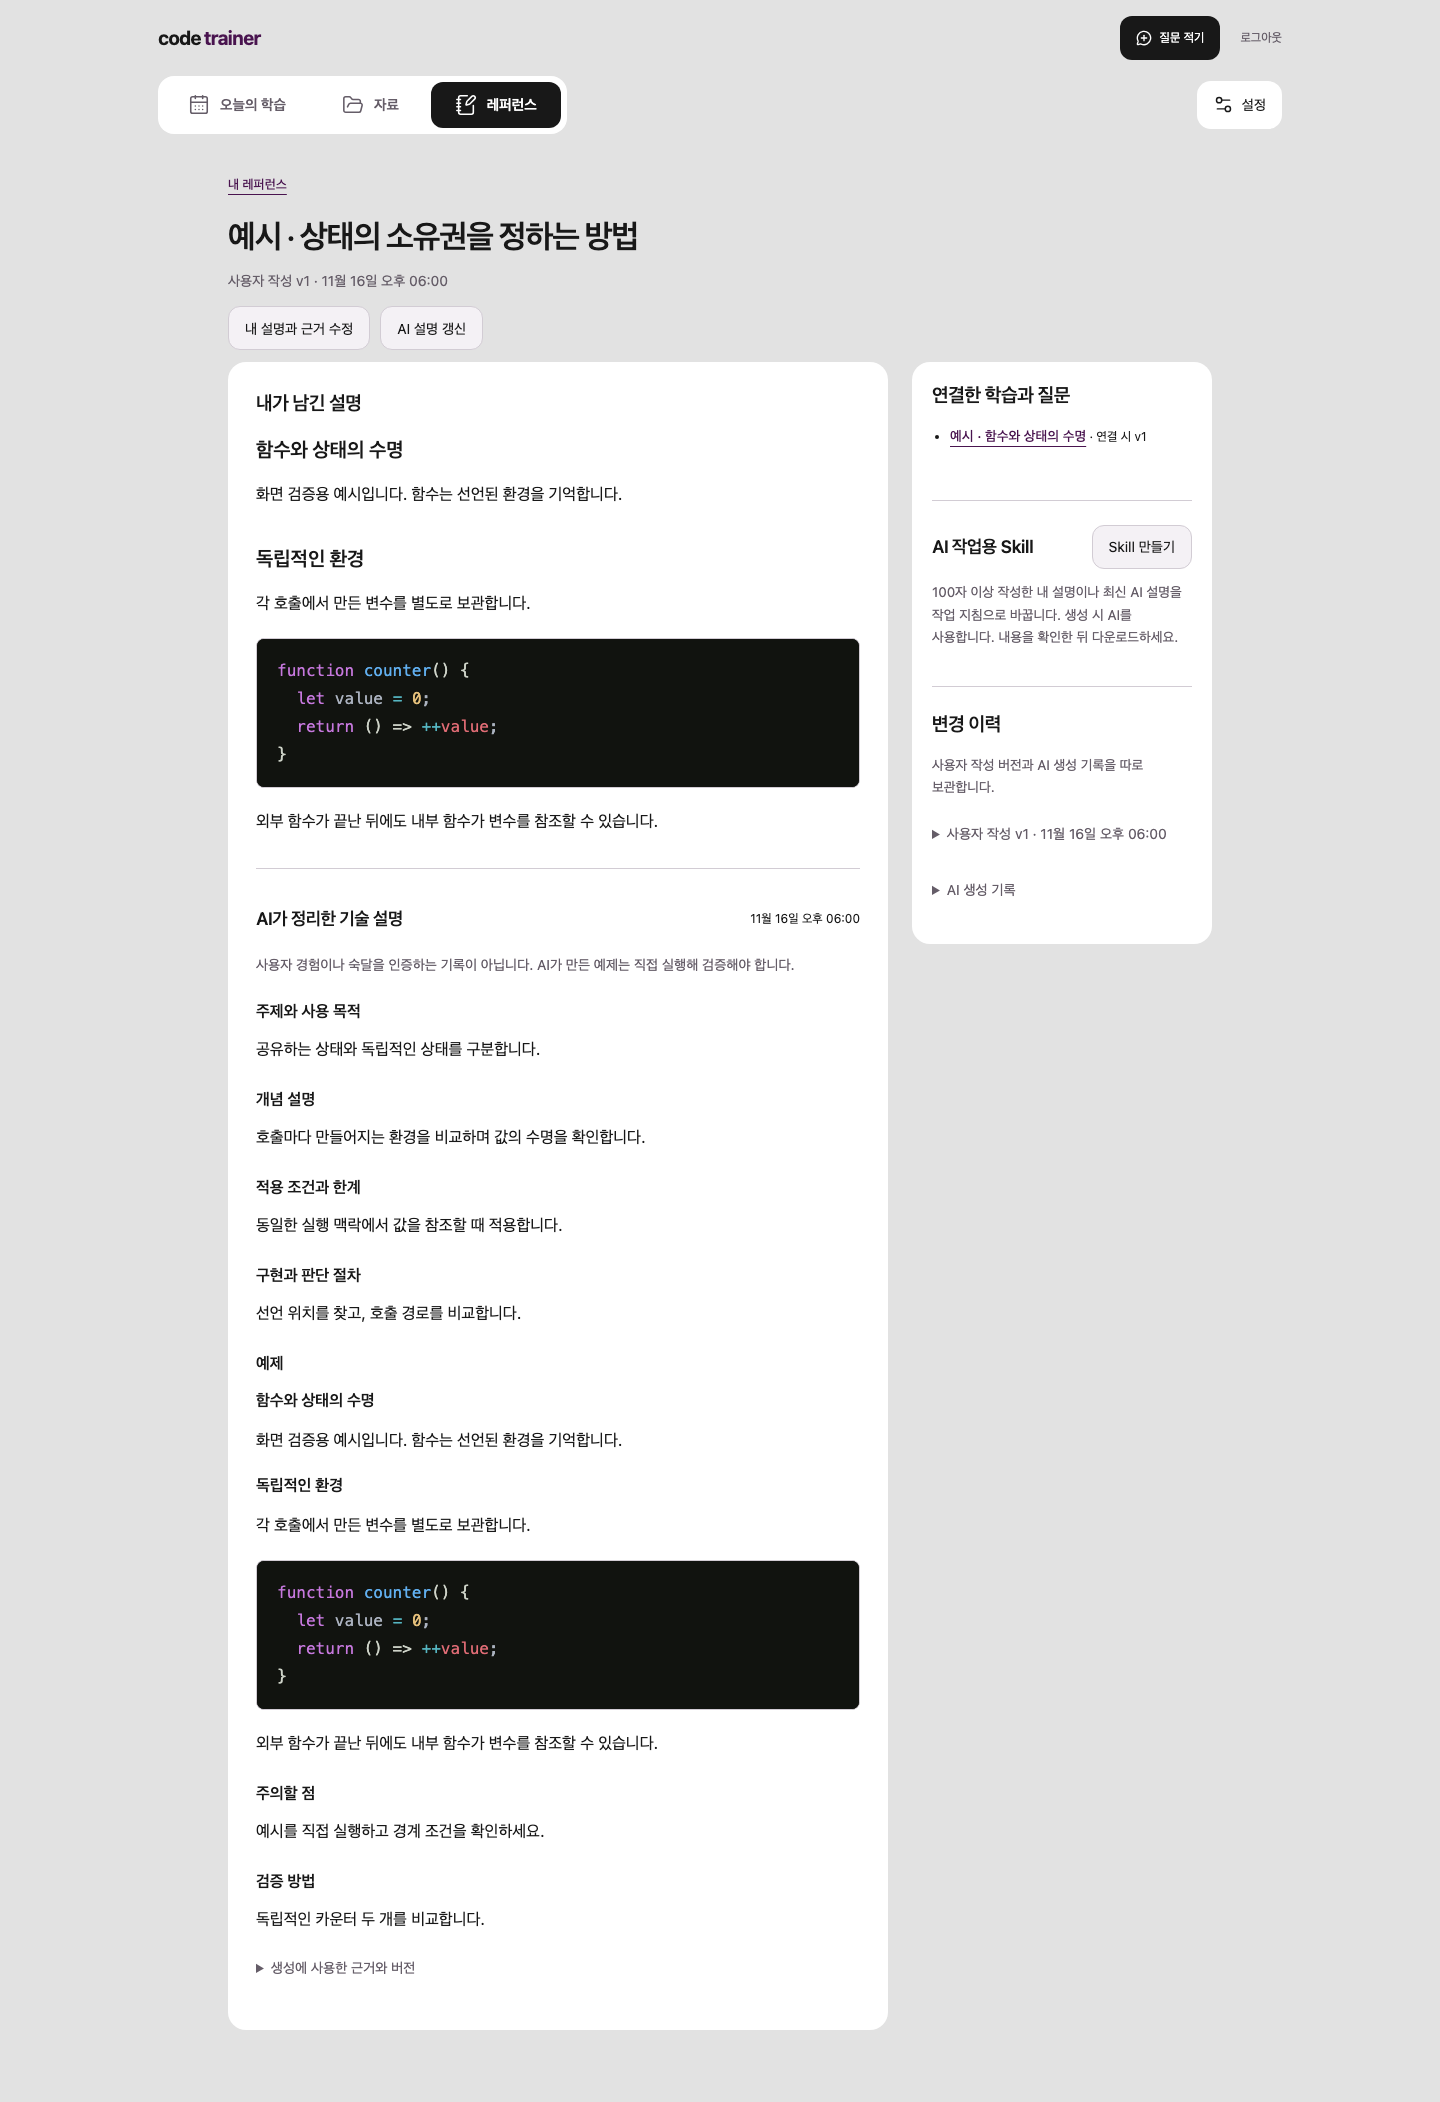 code trainer
질문 적기
로그아웃
오늘의 학습
자료
레퍼런스
설정
내 레퍼런스
예시 · 상태의 소유권을 정하는 방법
사용자 작성 v1 · 11월 16일 오후 06:00
내 설명과 근거 수정
AI 설명 갱신
내가 남긴 설명
함수와 상태의 수명
화면 검증용 예시입니다. 함수는 선언된 환경을 기억합니다.
독립적인 환경
각 호출에서 만든 변수를 별도로 보관합니다.
function counter() {
  let value = 0;
  return () => ++value;
}
외부 함수가 끝난 뒤에도 내부 함수가 변수를 참조할 수 있습니다.
AI가 정리한 기술 설명
11월 16일 오후 06:00
사용자 경험이나 숙달을 인증하는 기록이 아닙니다. AI가 만든 예제는 직접 실행해 검증해야 합니다.
주제와 사용 목적
공유하는 상태와 독립적인 상태를 구분합니다.
개념 설명
호출마다 만들어지는 환경을 비교하며 값의 수명을 확인합니다.
적용 조건과 한계
동일한 실행 맥락에서 값을 참조할 때 적용합니다.
구현과 판단 절차
선언 위치를 찾고, 호출 경로를 비교합니다.
예제
함수와 상태의 수명
화면 검증용 예시입니다. 함수는 선언된 환경을 기억합니다.
독립적인 환경
각 호출에서 만든 변수를 별도로 보관합니다.
function counter() {
  let value = 0;
  return () => ++value;
}
외부 함수가 끝난 뒤에도 내부 함수가 변수를 참조할 수 있습니다.
주의할 점
예시를 직접 실행하고 경계 조건을 확인하세요.
검증 방법
독립적인 카운터 두 개를 비교합니다.
▶ 생성에 사용한 근거와 버전
연결한 학습과 질문
• 예시 · 함수와 상태의 수명 · 연결 시 v1
AI 작업용 Skill
Skill 만들기
100자 이상 작성한 내 설명이나 최신 AI 설명을
작업 지침으로 바꿉니다. 생성 시 AI를
사용합니다. 내용을 확인한 뒤 다운로드하세요.
변경 이력
사용자 작성 버전과 AI 생성 기록을 따로
보관합니다.
▶ 사용자 작성 v1 · 11월 16일 오후 06:00
▶ AI 생성 기록